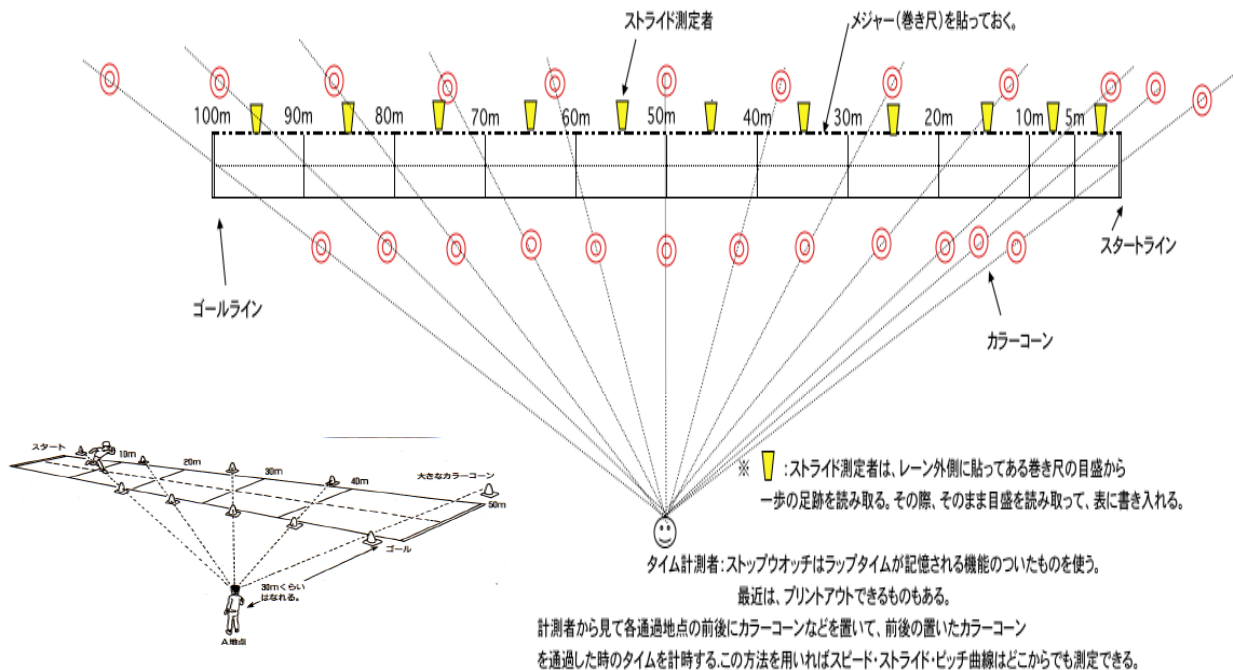 ストライド測定者
メジャー(巻き尺)を貼っておく。
100m 90m 80m 70m 60m 50m 40m 30m 20m 10m 5m
スタートライン
ゴールライン
カラーコーン
スタート
10m
20m
30m
40m
大きなカラーコーン
50m
ゴール
30mくらい
はなれる。
A地点
※ :ストライド測定者は、レーン外側に貼ってある巻き尺の目盛から
一歩の足跡を読み取る。その際、そのまま目盛を読み取って、表に書き入れる。
タイム計測者:ストップウオッチはラップタイムが記憶される機能のついたものを使う。
最近は、プリントアウトできるものもある。
計測者から見て各通過地点の前後にカラーコーンなどを置いて、前後の置いたカラーコーン
を通過した時のタイムを計時する.この方法を用いればスピード・ストライド・ピッチ曲線はどこからでも測定できる。